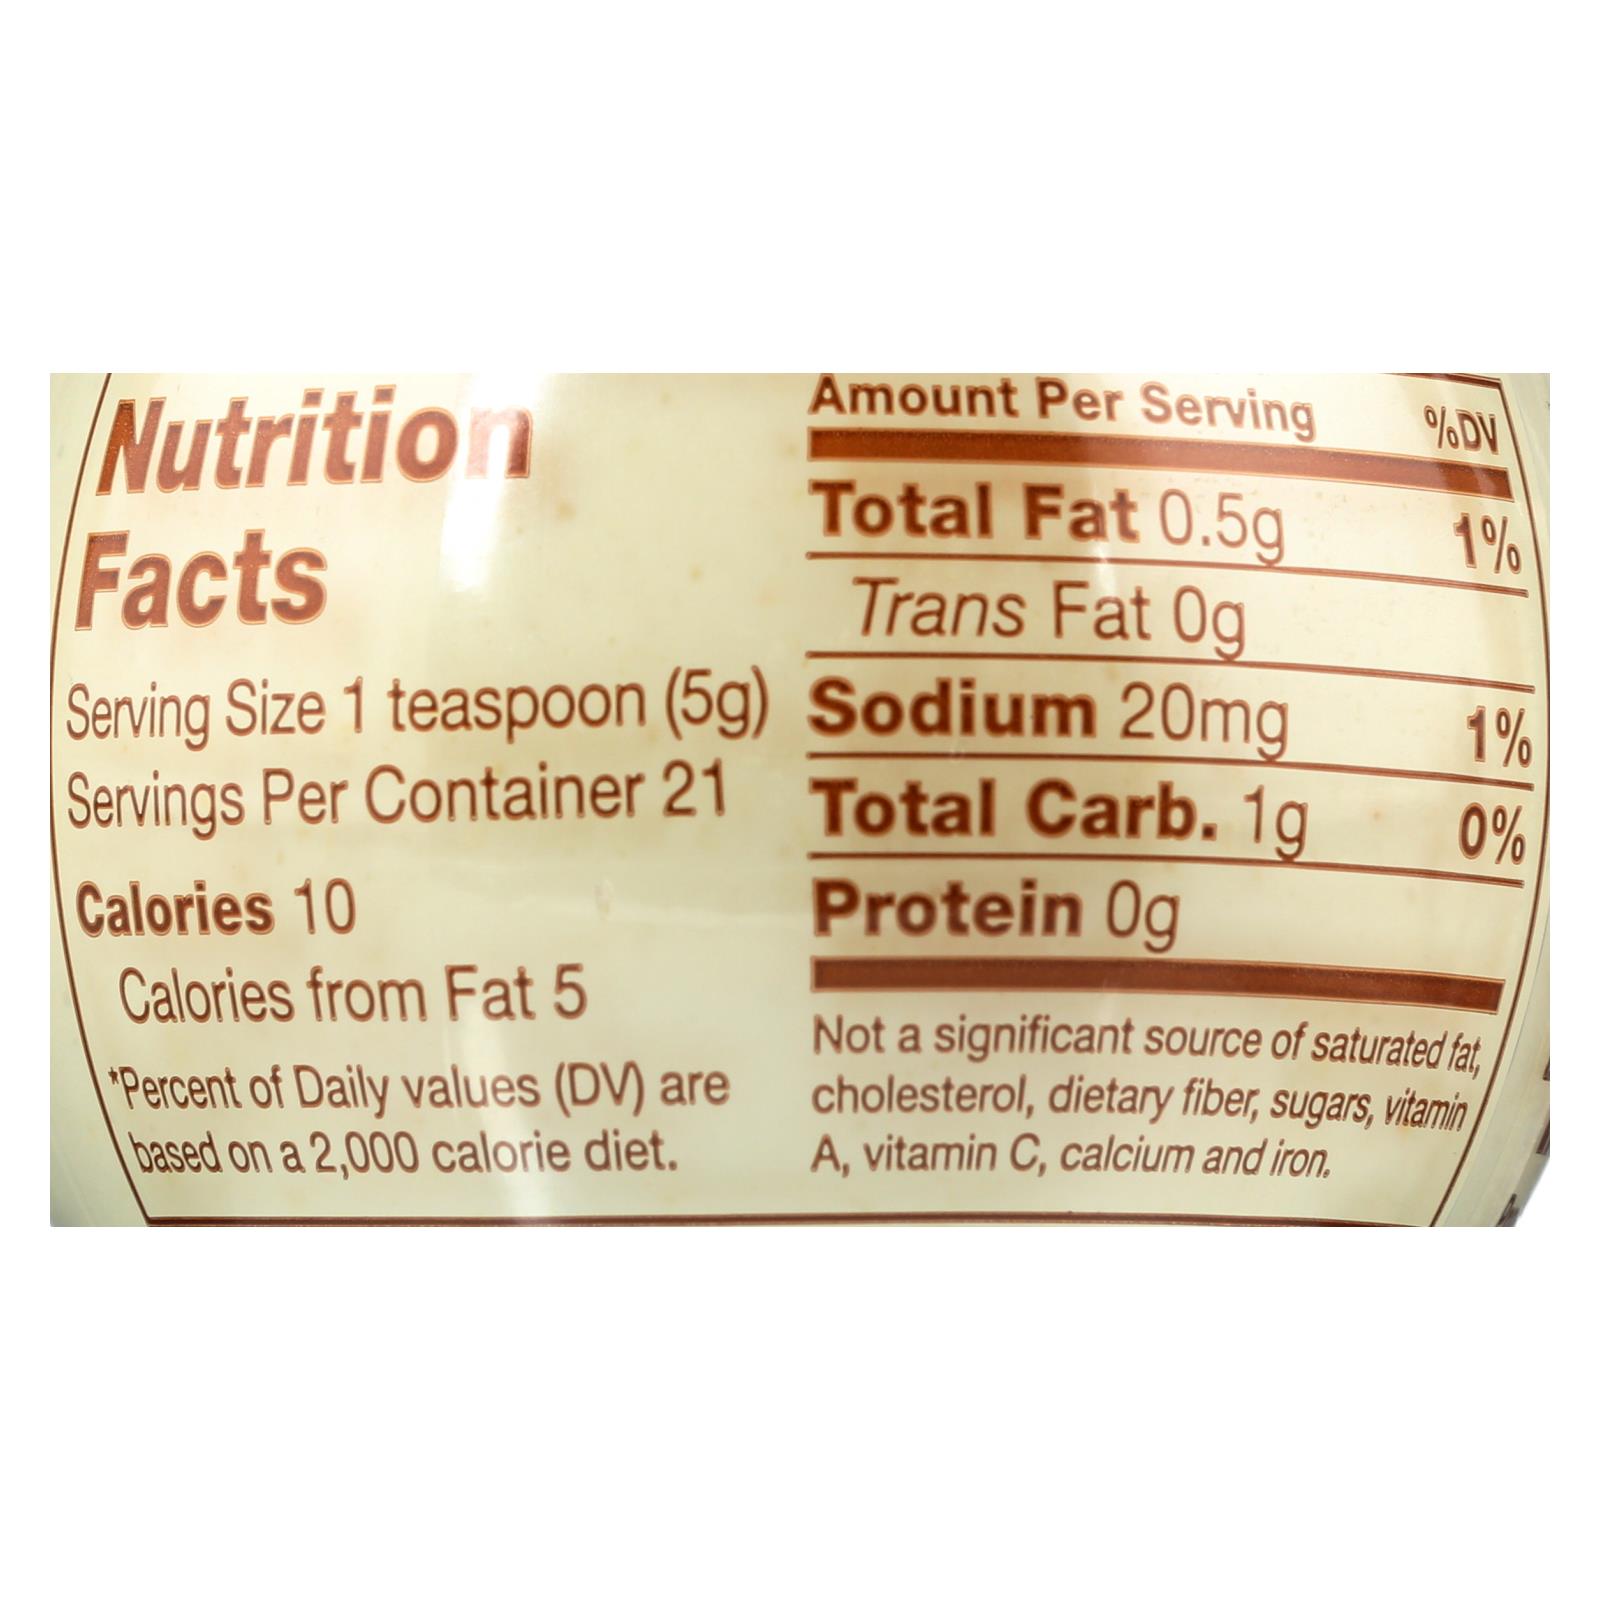 Nutrition
Facts
Serving Size 1 teaspoon (5g)
Servings Per Container 21
Calories 10
Calories from Fat 5
*Percent of Daily values (DV) are
based on a 2,000 calorie diet.
Amount Per Serving %DV
Total Fat 0.5g 1%
Trans Fat 0g
Sodium 20mg 1%
Total Carb. 1g 0%
Protein 0g
Not a significant source of saturated fat,
cholesterol, dietary fiber, sugars, vitamin
A, vitamin C, calcium and iron.